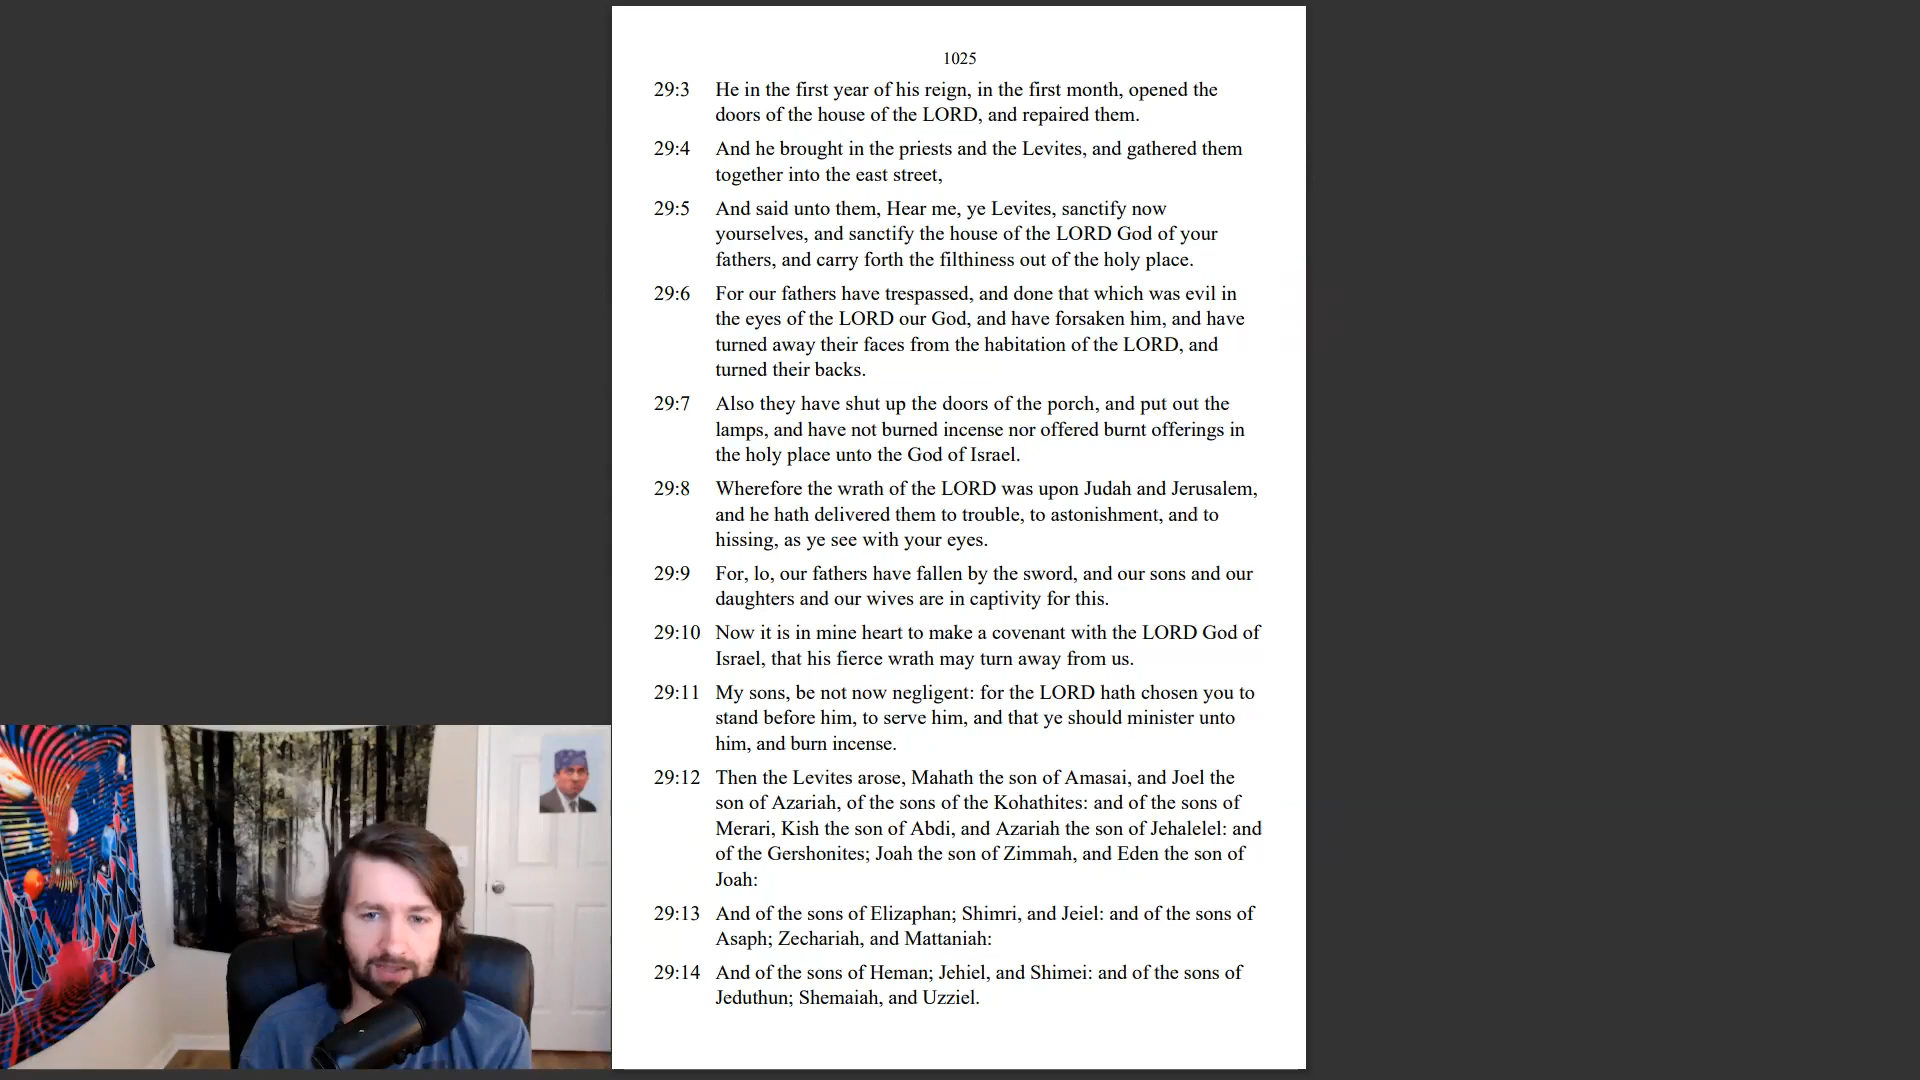 1025
29:3 He in the first year of his reign, in the first month, opened the
doors of the house of the LORD, and repaired them.
29:4 And he brought in the priests and the Levites, and gathered them
together into the east street,
29:5 And said unto them, Hear me, ye Levites, sanctify now
yourselves, and sanctify the house of the LORD God of your
fathers, and carry forth the filthiness out of the holy place.
29:6 For our fathers have trespassed, and done that which was evil in
the eyes of the LORD our God, and have forsaken him, and have
turned away their faces from the habitation of the LORD, and
turned their backs.
29:7 Also they have shut up the doors of the porch, and put out the
lamps, and have not burned incense nor offered burnt offerings in
the holy place unto the God of Israel.
29:8 Wherefore the wrath of the LORD was upon Judah and Jerusalem,
and he hath delivered them to trouble, to astonishment, and to
hissing, as ye see with your eyes.
29:9 For, lo, our fathers have fallen by the sword, and our sons and our
daughters and our wives are in captivity for this.
29:10 Now it is in mine heart to make a covenant with the LORD God of
Israel, that his fierce wrath may turn away from us.
29:11 My sons, be not now negligent: for the LORD hath chosen you to
stand before him, to serve him, and that ye should minister unto
him, and burn incense.
29:12 Then the Levites arose, Mahath the son of Amasai, and Joel the
son of Azariah, of the sons of the Kohathites: and of the sons of
Merari, Kish the son of Abdi, and Azariah the son of Jehalelel: and
of the Gershonites; Joah the son of Zimmah, and Eden the son of
Joah:
29:13 And of the sons of Elizaphan; Shimri, and Jeiel: and of the sons of
Asaph; Zechariah, and Mattaniah:
29:14 And of the sons of Heman; Jehiel, and Shimei: and of the sons of
Jeduthun; Shemaiah, and Uzziel.